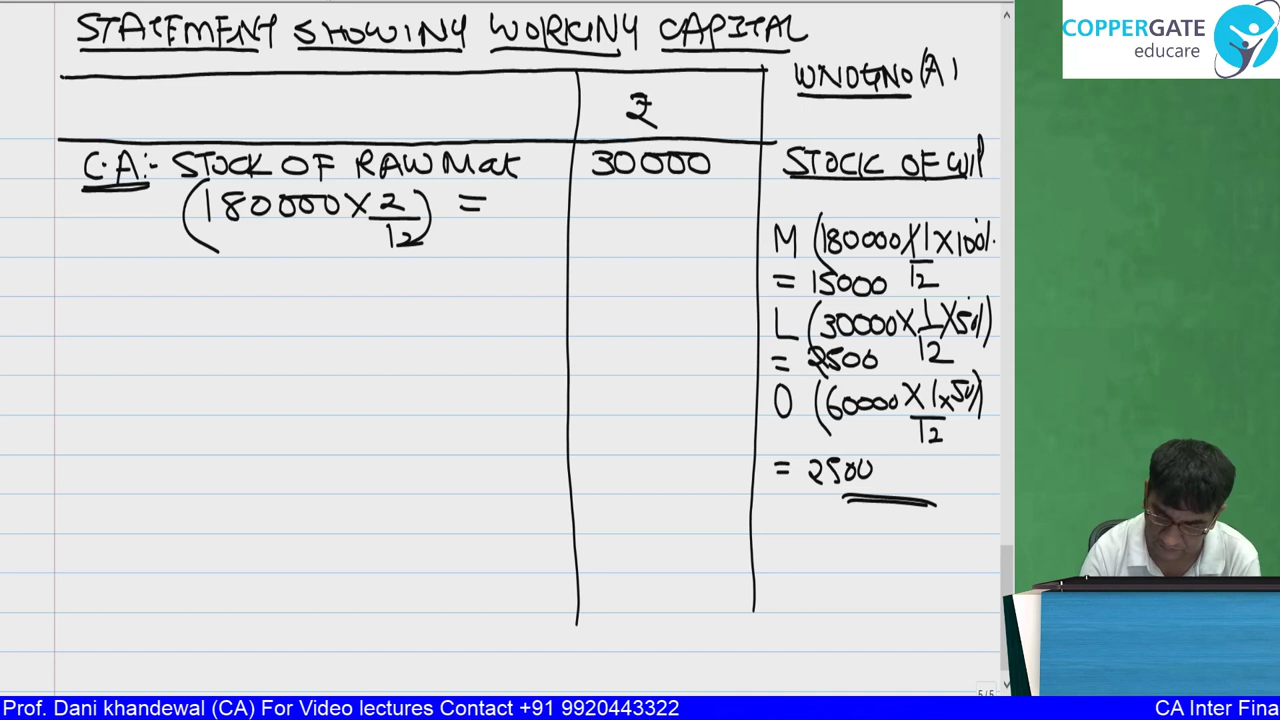 STATEMENT SHOWING WORKING CAPITAL
₹
C.A:- STOCK OF RAW Mat 30000
(180000 X 2/12) =
(A)
STOCK OF WIP
M (180000 X 1/12 X 100%
= 15000
L (30000 X 1/12 X 50%)
= 2500
O (60000 X 1/12 x 50%)
= 2500
COPPERGATE
educare
5/5
Prof. Dani khandewal (CA) For Video lectures Contact +91 9920443322
CA Inter Fina